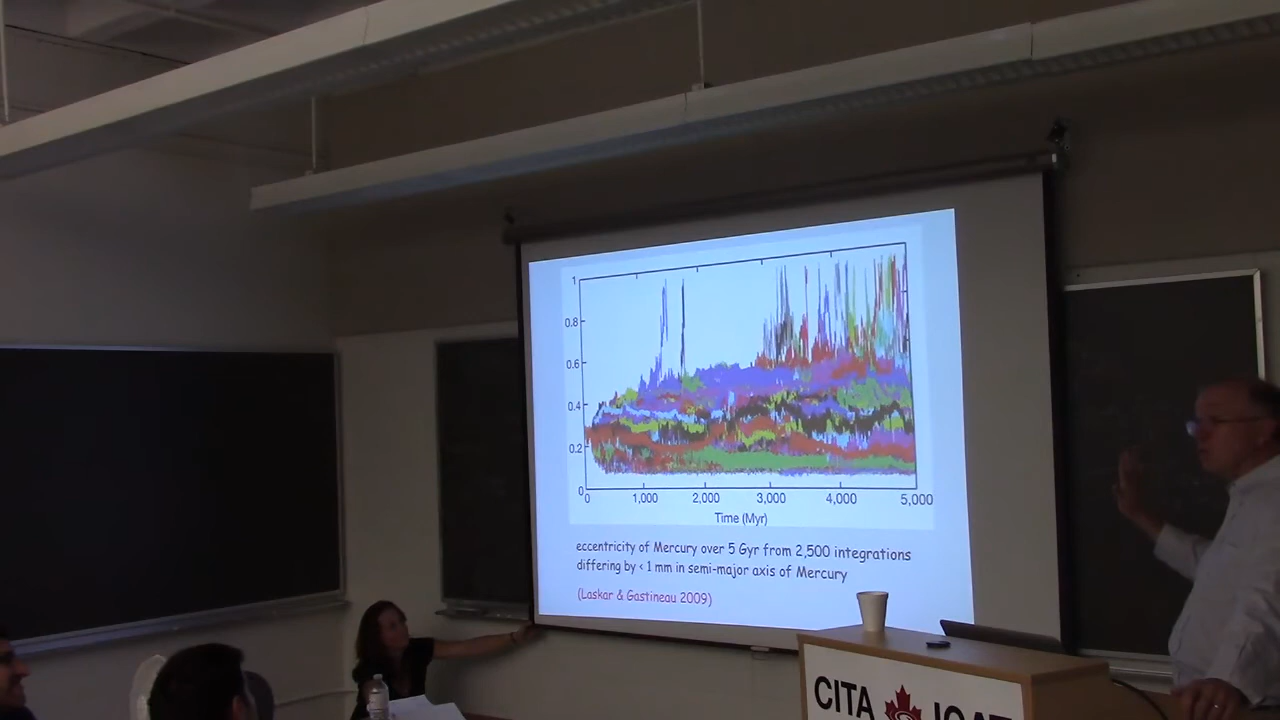 1
0.8
0.6
0.4
0.2
0
0 1,000 2,000 3,000 4,000 5,000
Time (Myr)
eccentricity of Mercury over 5 Gyr from 2,500 integrations
differing by < 1 mm in semi-major axis of Mercury
(Laskar & Gastineau 2009)
CITA